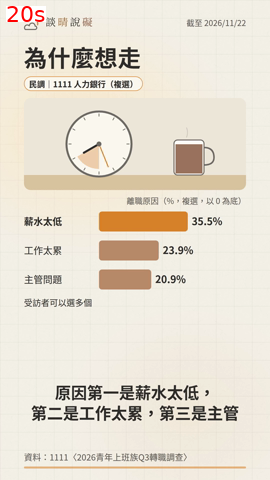 20s
談晴說礙
截至 2026/11/22
為什麼想走
民調｜1111 人力銀行（複選）
離職原因（%，複選，以 0 為底）
薪水太低 35.5%
工作太累 23.9%
主管問題 20.9%
受訪者可以選多個
原因第一是薪水太低，
第二是工作太累，第三是主管
資料：1111〈2026青年上班族Q3轉職調查〉